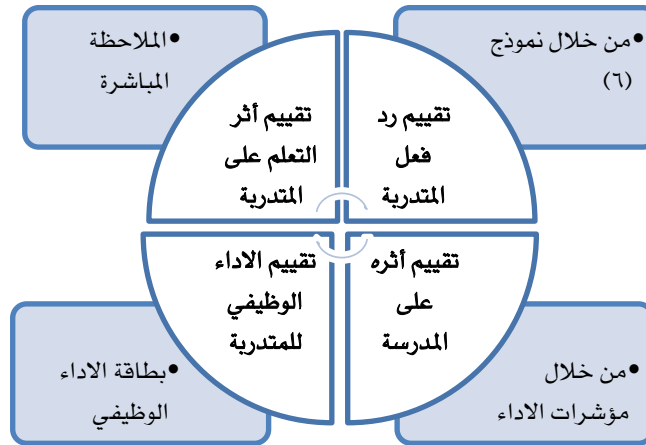 •من خلال نموذج
(٦)
•الملاحظة
المباشرة
تقييم رد
فعل
المتدربة
تقييم أثر
التعلم على
المتدربة
تقييم أثره
على
المدرسة
تقييم الاداء
الوظيفي
للمتدربة
•من خلال
مؤشرات الاداء
•بطاقة الاداء
الوظيفي